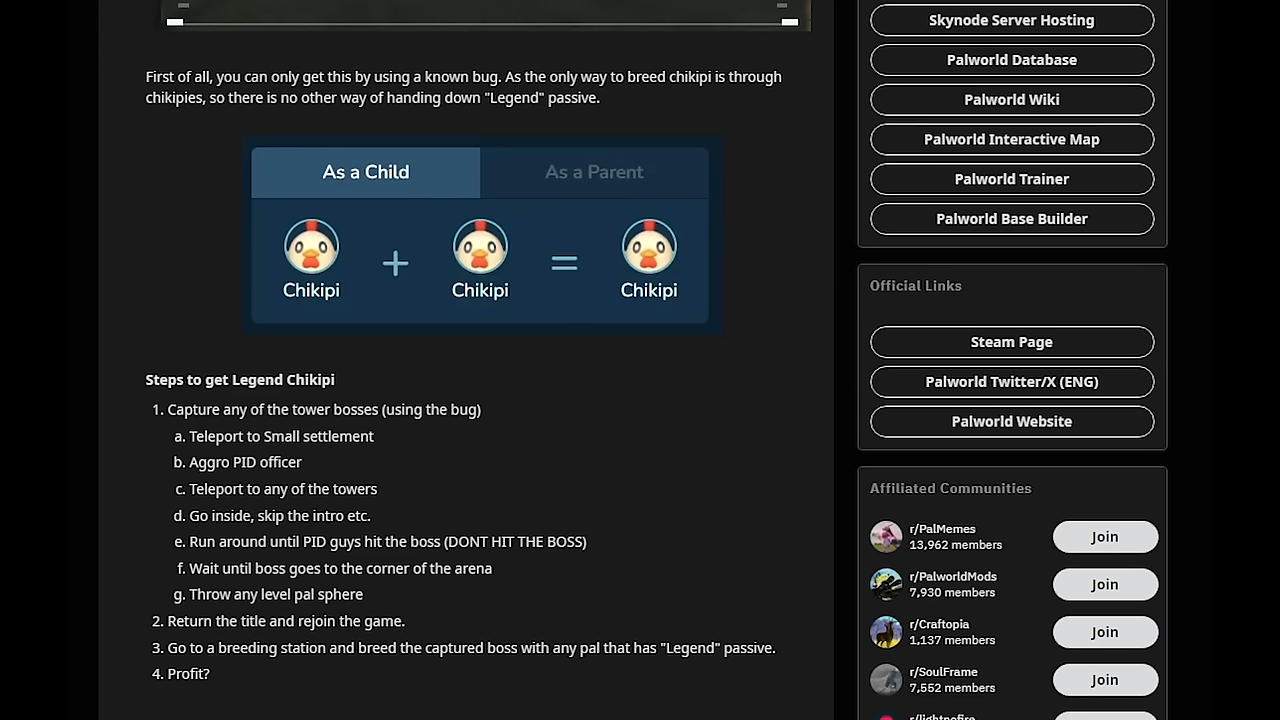 First of all, you can only get this by using a known bug. As the only way to breed chikipi is through
chikipies, so there is no other way of handing down "Legend" passive.
As a Child
As a Parent
Chikipi
+
Chikipi
=
Chikipi
Steps to get Legend Chikipi
1. Capture any of the tower bosses (using the bug)
a. Teleport to Small settlement
b. Aggro PID officer
c. Teleport to any of the towers
d. Go inside, skip the intro etc.
e. Run around until PID guys hit the boss (DONT HIT THE BOSS)
f. Wait until boss goes to the corner of the arena
g. Throw any level pal sphere
2. Return the title and rejoin the game.
3. Go to a breeding station and breed the captured boss with any pal that has "Legend" passive.
4. Profit?
Skynode Server Hosting
Palworld Database
Palworld Wiki
Palworld Interactive Map
Palworld Trainer
Palworld Base Builder
Official Links
Steam Page
Palworld Twitter/X (ENG)
Palworld Website
Affiliated Communities
r/PalMemes
13,962 members
Join
r/PalworldMods
7,930 members
Join
r/Craftopia
1,137 members
Join
r/SoulFrame
7,552 members
Join